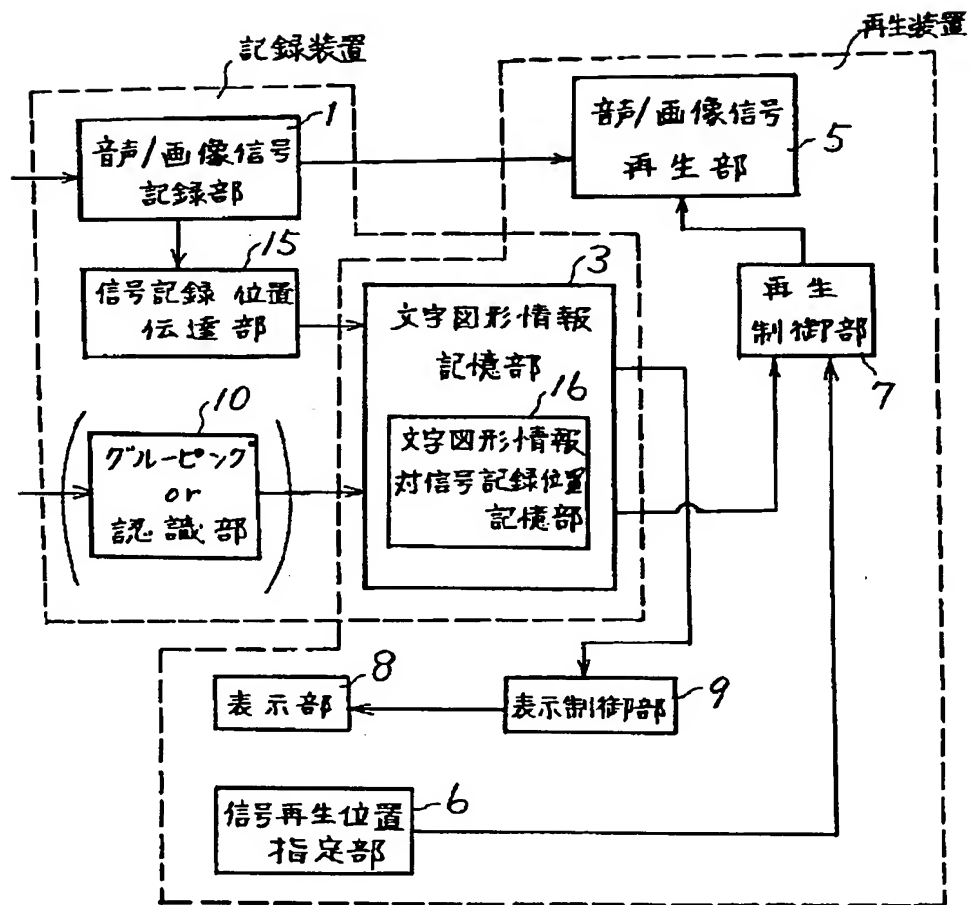 記録装置
再生装置
1
音声/画像信号
記録部
音声/画像信号
再生部
5
15
信号記録位置
伝達部
3
文字図形情報
記憶部
再生
制御部
7
10
グルーピング
or
認識部
16
文字図形情報
対信号記録位置
記憶部
8
表示部
表示制御部
9
信号再生位置
指定部
6